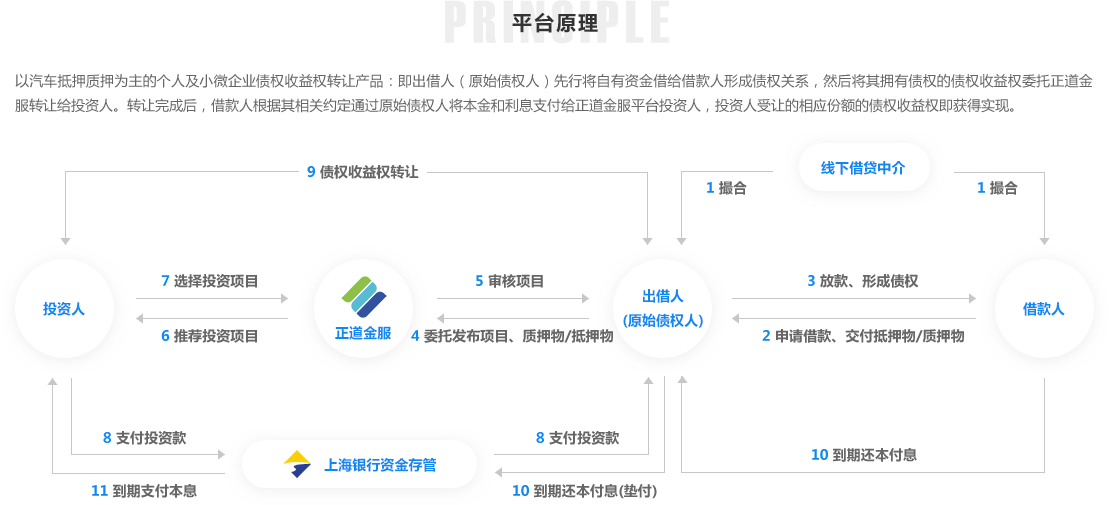 PRINCIPLE
平台原理
以汽车抵押质押为主的个人及小微企业债权收益权转让产品：即出借人（原始债权人）先行将自有资金借给借款人形成债权关系，然后将其拥有债权的债权收益权委托正道金
服转让给投资人。转让完成后，借款人根据其相关约定通过原始债权人将本金和利息支付给正道金服平台投资人，投资人受让的相应份额的债权收益权即获得实现。
9 债权收益权转让
线下借贷中介
1 撮合
1 撮合
7 选择投资项目
5 审核项目
3 放款、形成债权
投资人
正道金服
出借人
(原始债权人)
借款人
6 推荐投资项目
4 委托发布项目、质押物/抵押物
2 申请借款、交付抵押物/质押物
8 支付投资款
8 支付投资款
10 到期还本付息
上海银行资金存管
11 到期支付本息
10 到期还本付息(垫付)